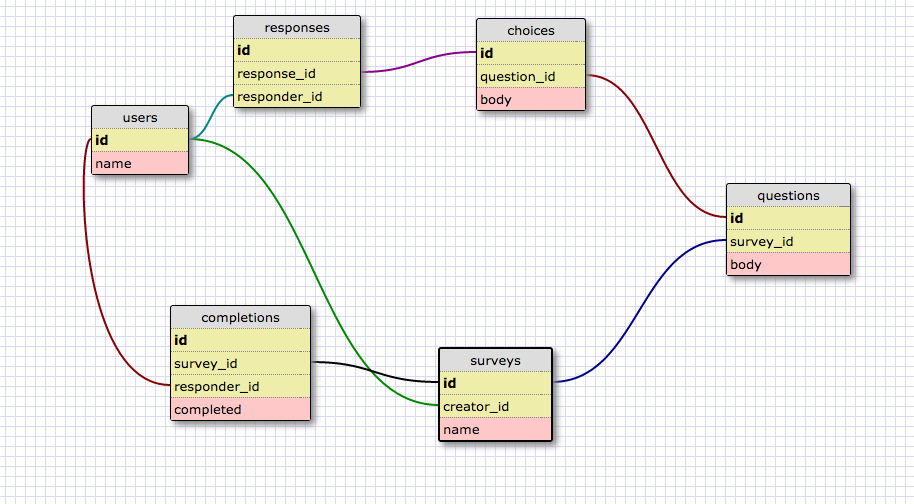 responses
id
response_id
responder_id
choices
id
question_id
body
users
id
name
questions
id
survey_id
body
completions
id
survey_id
responder_id
completed
surveys
id
creator_id
name